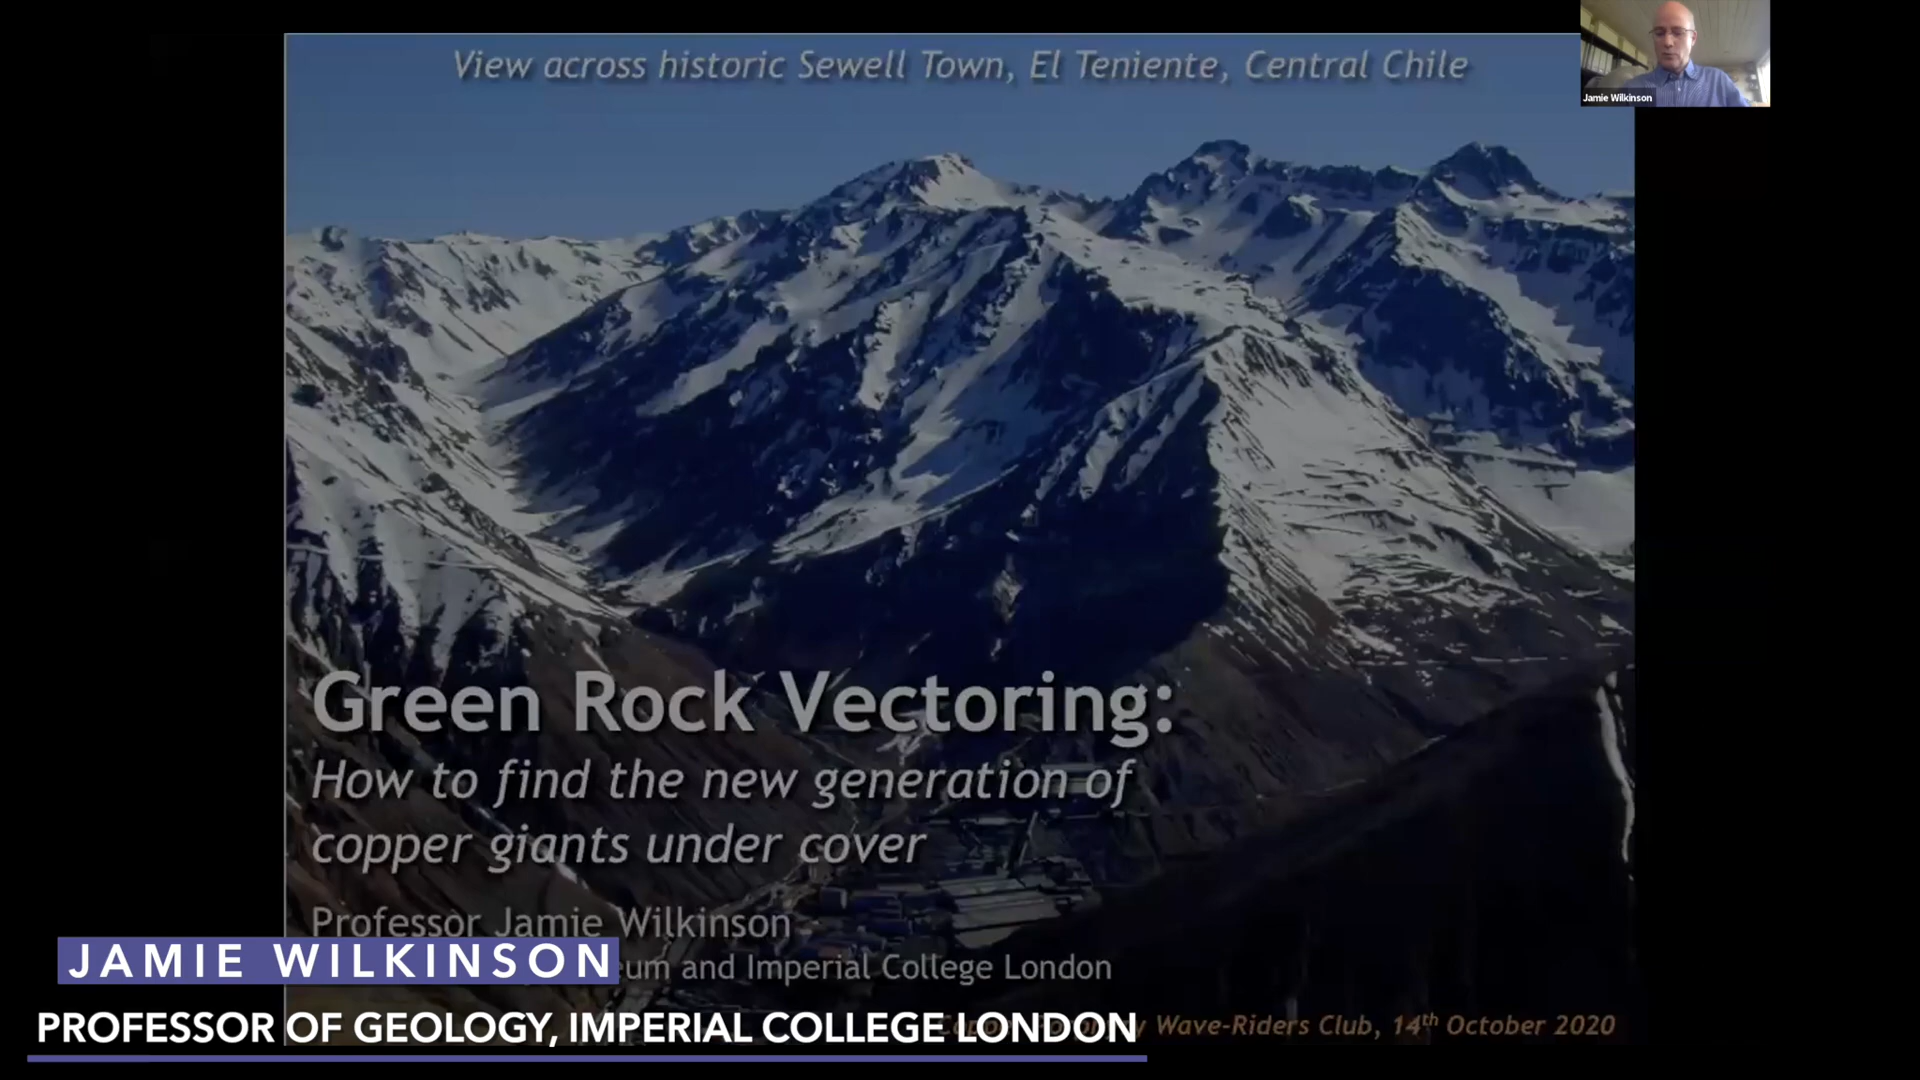 View across historic Sewell Town, El Teniente, Central Chile
Jamie Wilkinson
Green Rock Vectoring:
How to find the new generation of
copper giants under cover
Professor Jamie Wilkinson
JAMIE WILKINSON
and Imperial College London
PROFESSOR OF GEOLOGY, IMPERIAL COLLEGE LONDON
Wave-Riders Club, 14th October 2020